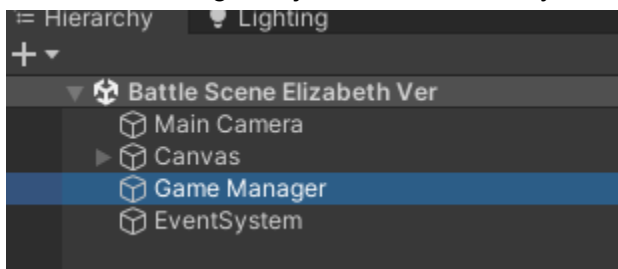 Hierarchy Lighting
Battle Scene Elizabeth Ver
Main Camera
Canvas
Game Manager
EventSystem